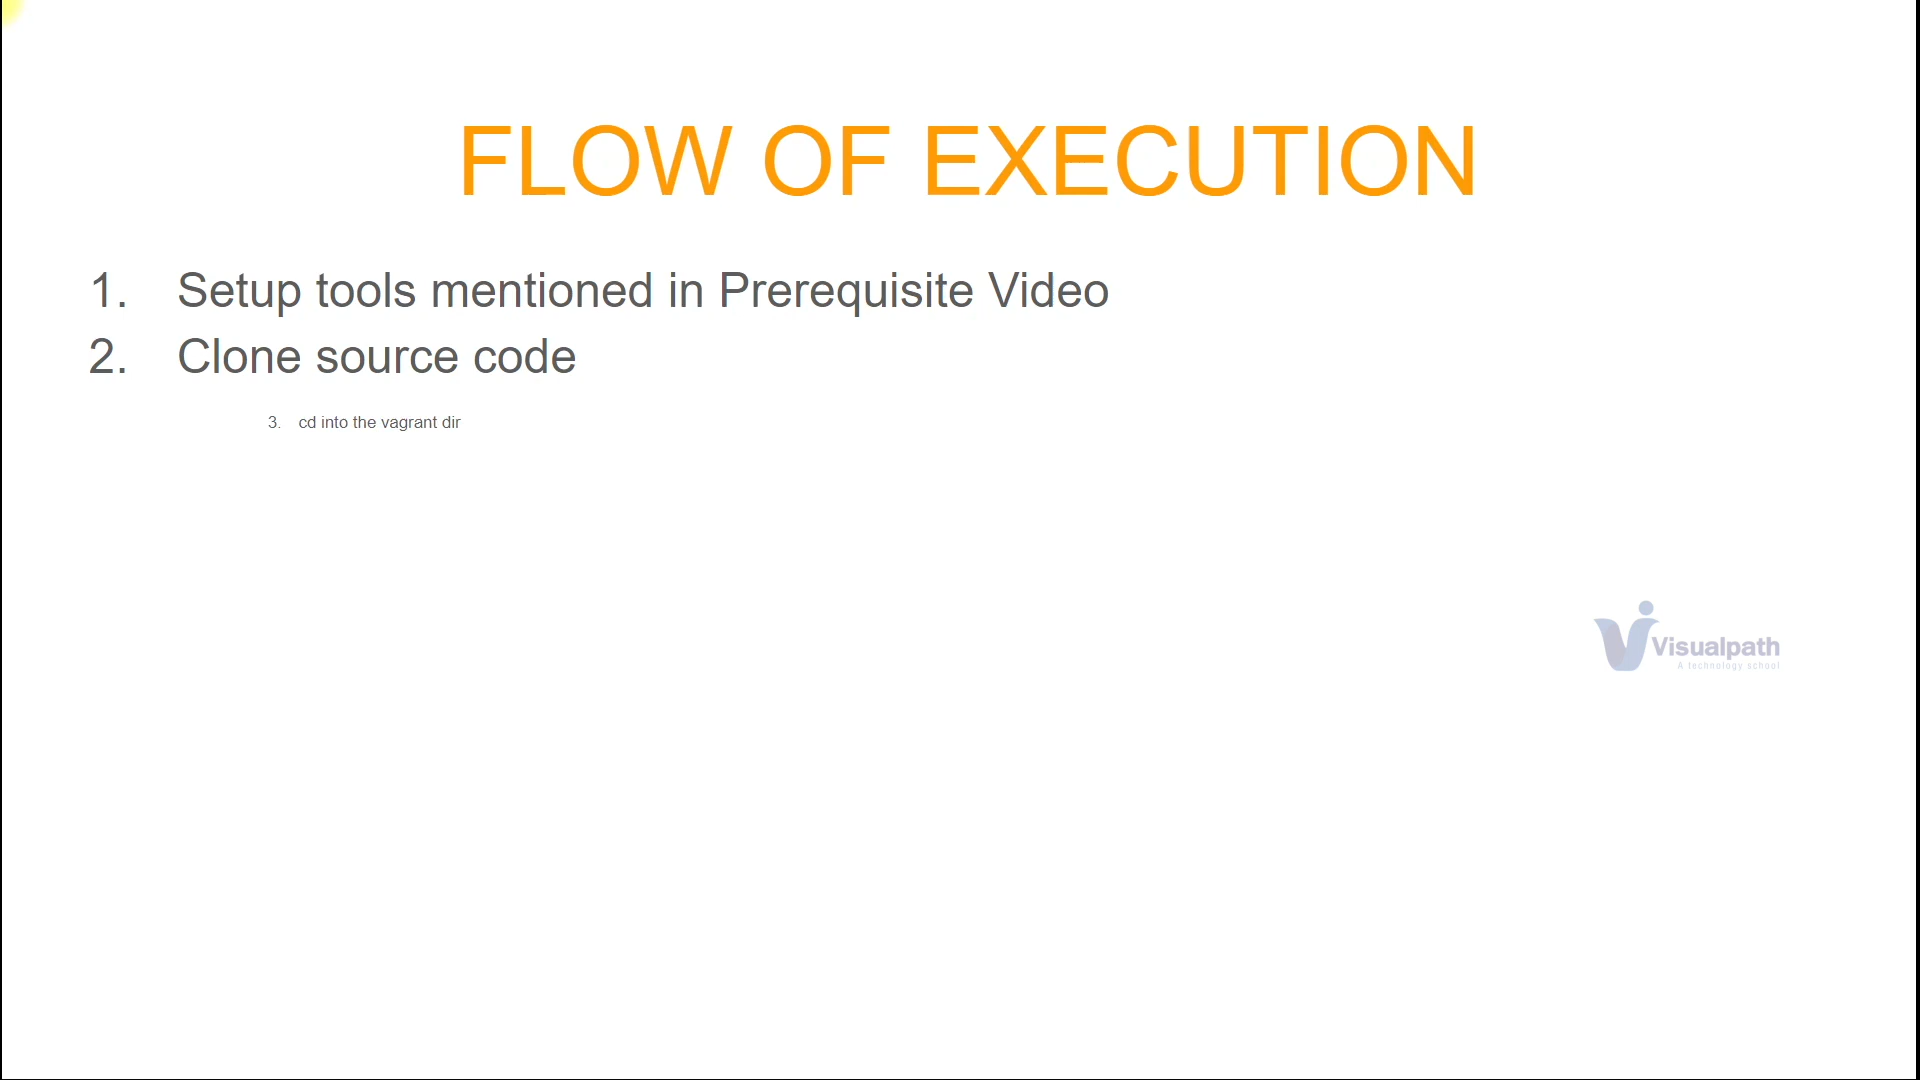 FLOW OF EXECUTION
1. Setup tools mentioned in Prerequisite Video
2. Clone source code
3. cd into the vagrant dir
Visualpath
A technology school